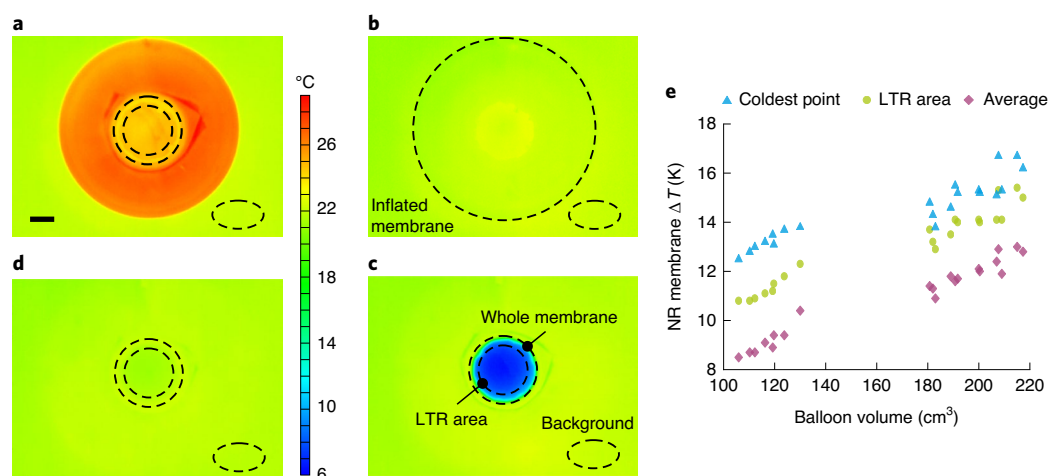 a
b
°C
26
22
18
14
10
6
Inflated
membrane
d
c
Whole membrane
LTR area
Background
e
Coldest point LTR area Average
NR membrane Δ T (K)
18
16
14
12
10
8
100 120 140 160 180 200 220
Balloon volume (cm³)